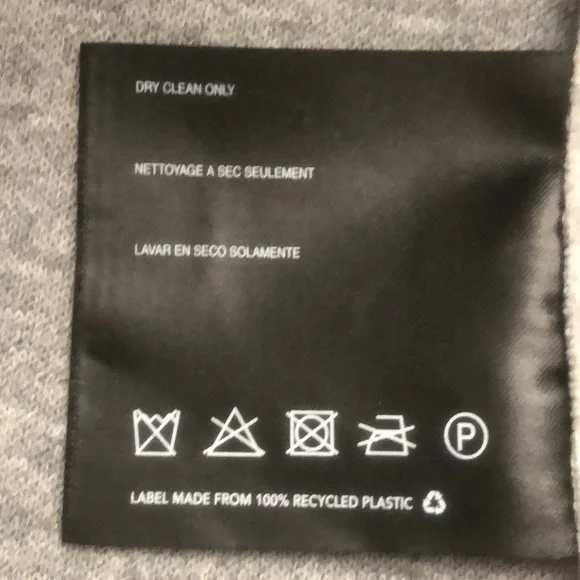 DRY CLEAN ONLY
NETTOYAGE A SEC SEULEMENT
LAVAR EN SECO SOLAMENTE
P
LABEL MADE FROM 100% RECYCLED PLASTIC